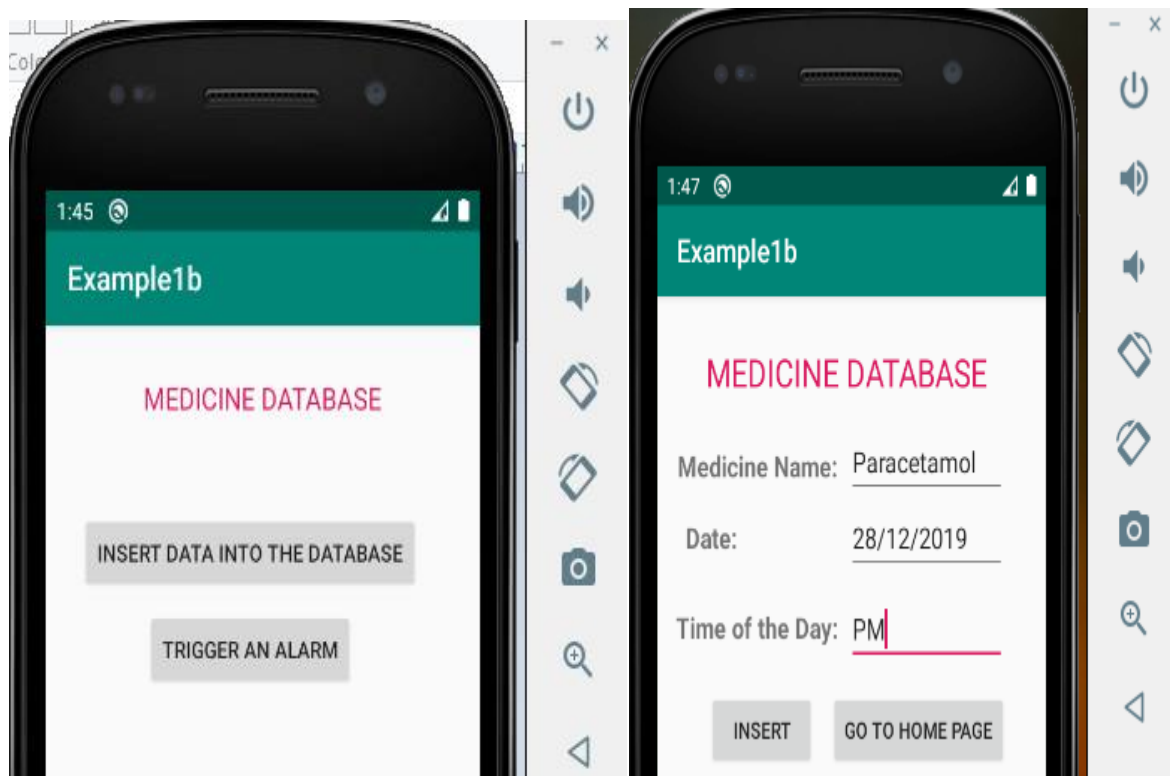 Cole
1:45
Example1b
MEDICINE DATABASE
INSERT DATA INTO THE DATABASE
TRIGGER AN ALARM
1:47
Example1b
MEDICINE DATABASE
Medicine Name: Paracetamol
Date: 28/12/2019
Time of the Day: PM
INSERT GO TO HOME PAGE